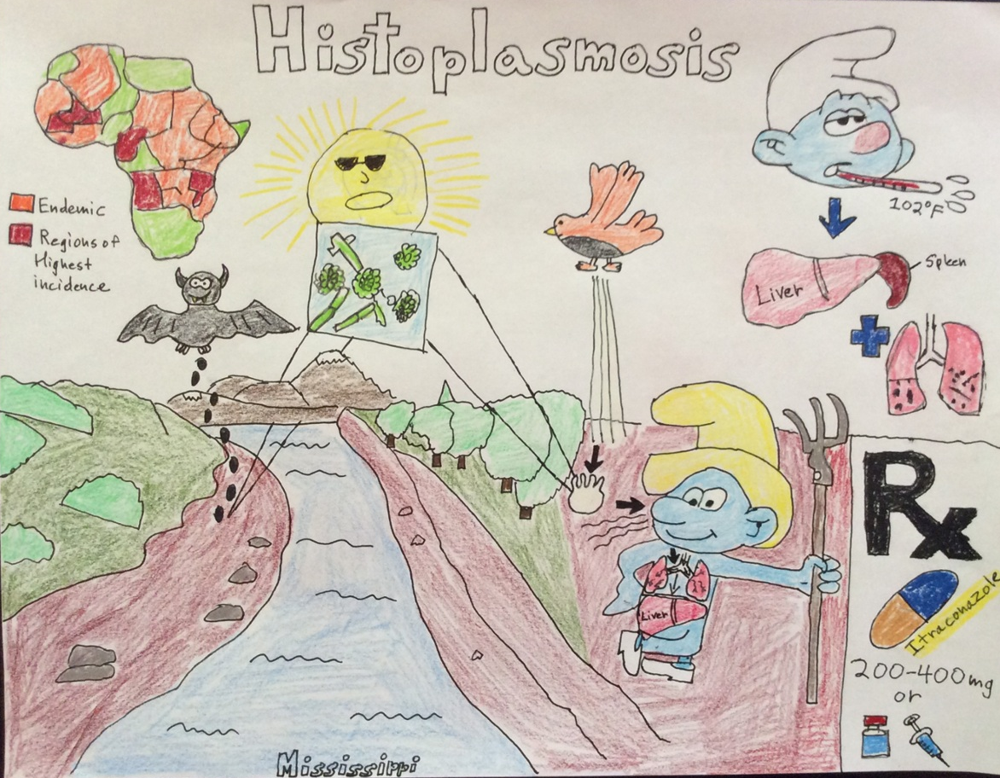 Histoplasmosis
Endemic
Regions of
Highest
incidence
102°F
Liver
Spleen
Liver
Rx
Itraconazole
200-400mg
or
Mississippi